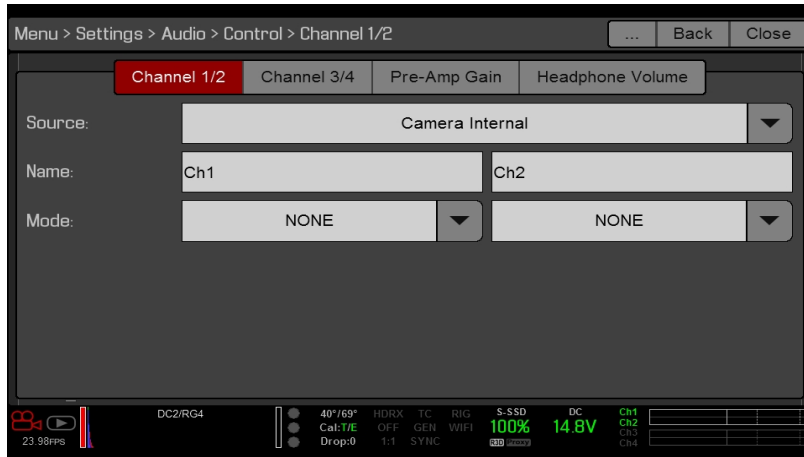 Menu > Settings > Audio > Control > Channel 1/2 ... Back Close
Channel 1/2 Channel 3/4 Pre-Amp Gain Headphone Volume
Source: Camera Internal
Name: Ch1 Ch2
Mode: NONE NONE
DC2/RG4 40°/69° HDRX TC RIG S-SSD DC Ch1
Cal:T/E OFF GEN WIFI 100% 14.8V Ch2
23.98FPS Drop:0 1:1 SYNC R3D Proxy Ch3
Ch4